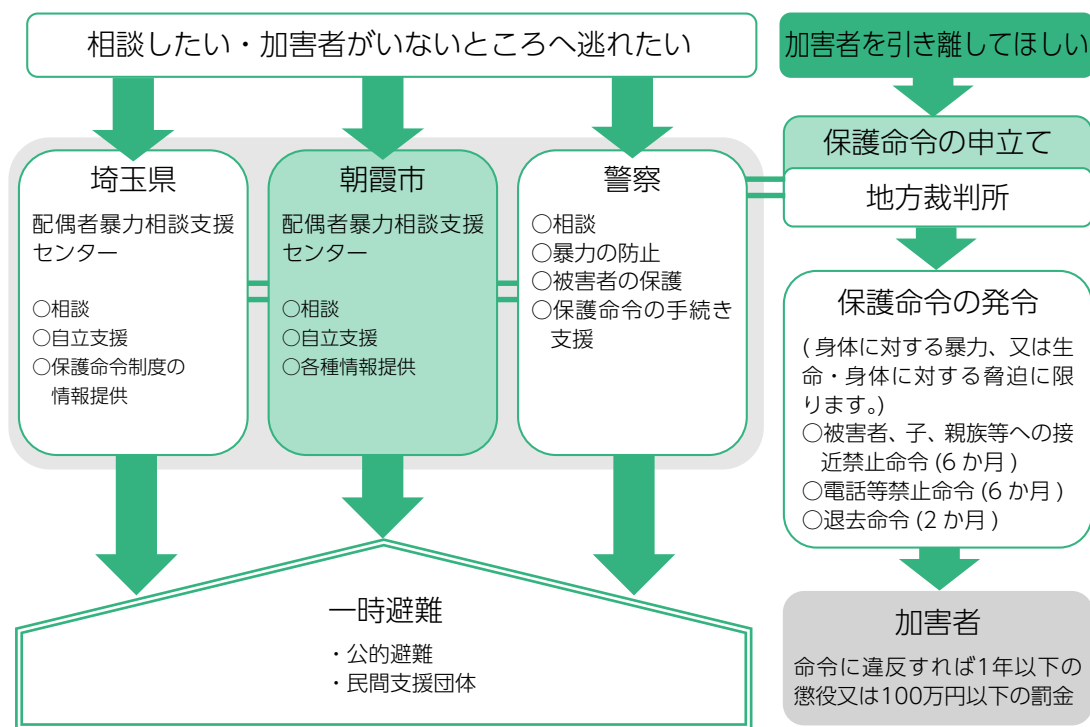 相談したい・加害者がいないところへ逃れたい
埼玉県
配偶者暴力相談支援
センター
○相談
○自立支援
○保護命令制度の
情報提供
朝霞市
配偶者暴力相談支援
センター
○相談
○自立支援
○各種情報提供
警察
○相談
○暴力の防止
○被害者の保護
○保護命令の手続き
支援
一時避難
・公的避難
・民間支援団体
加害者を引き離してほしい
保護命令の申立て
地方裁判所
保護命令の発令
( 身体に対する暴力、又は生
命・身体に対する脅迫に限
ります。)
○被害者、子、親族等への接
近禁止命令 (6 か月 )
○電話等禁止命令 (6 か月 )
○退去命令 (2 か月 )
加害者
命令に違反すれば1年以下の
懲役又は100万円以下の罰金